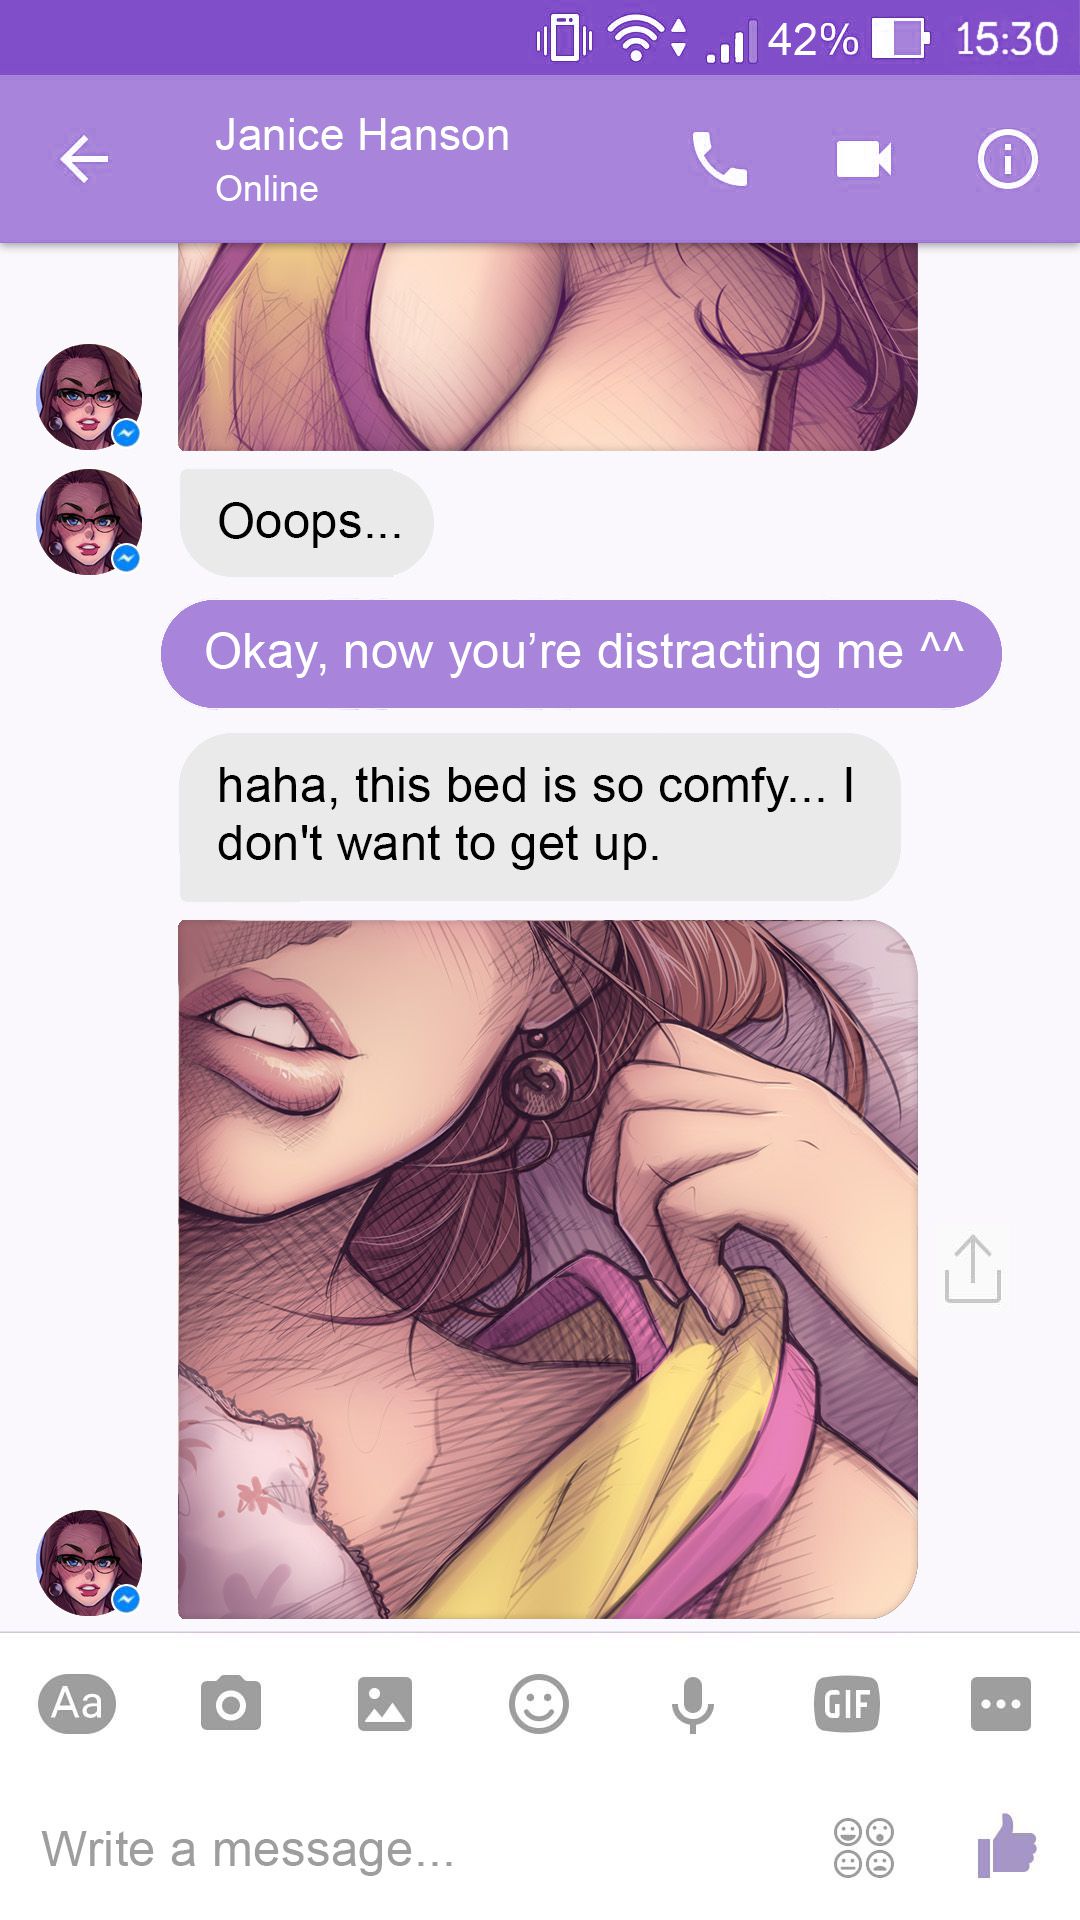 42% 15:30
Janice Hanson
Online
Ooops...
Okay, now you’re distracting me ^^
haha, this bed is so comfy... I
don't want to get up.
Aa GIF
Write a message...